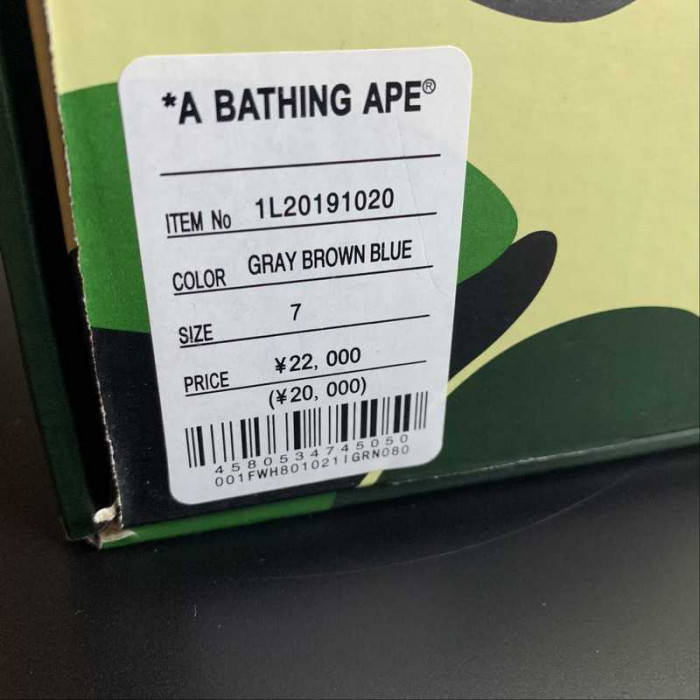 *A BATHING APE®
ITEM No 1L20191020
COLOR GRAY BROWN BLUE
SIZE 7
PRICE ¥22,000
(¥20,000)
4580534745050
001FWH801021IGRN080